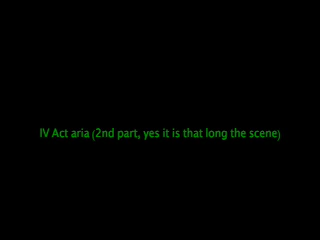 IV Act aria (2nd part, yes it is that long the scene)